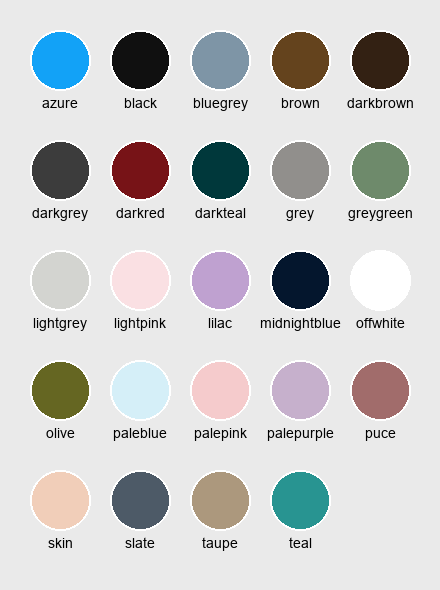 azure black bluegrey brown darkbrown
darkgrey darkred darkteal grey greygreen
lightgrey lightpink lilac midnightblue offwhite
olive paleblue palepink palepurple puce
skin slate taupe teal